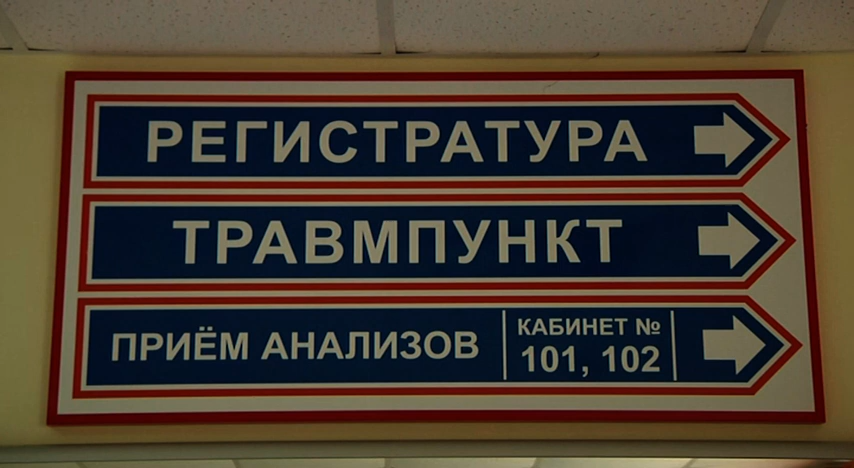 РЕГИСТРАТУРА
ТРАВМПУНКТ
ПРИЁМ АНАЛИЗОВ
КАБИНЕТ №
101, 102